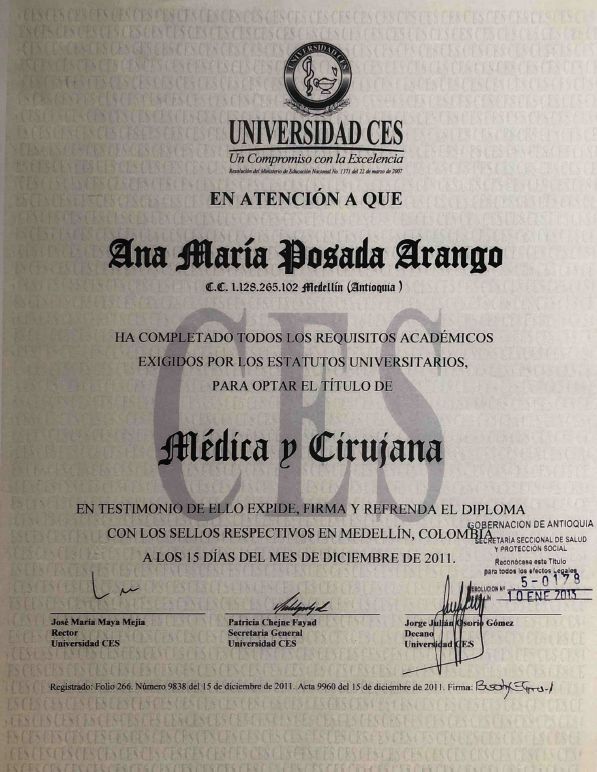 UNIVERSIDAD CES
UNIVERSIDAD CES
Un Compromiso con la Excelencia
Resolución del Ministerio de Educación Nacional No. 1371 del 22 de marzo de 2007
EN ATENCIÓN A QUE
Ana María Posada Arango
C.C. 1.128.265.102 Medellín (Antioquia)
HA COMPLETADO TODOS LOS REQUISITOS ACADÉMICOS
EXIGIDOS POR LOS ESTATUTOS UNIVERSITARIOS,
PARA OPTAR EL TÍTULO DE
CES
Médica y Cirujana
EN TESTIMONIO DE ELLO EXPIDE, FIRMA Y REFRENDA EL DIPLOMA
CON LOS SELLOS RESPECTIVOS EN MEDELLÍN, COLOMBIA
A LOS 15 DÍAS DEL MES DE DICIEMBRE DE 2011.
GOBERNACION DE ANTIOQUIA
SECRETARÍA SECCIONAL DE SALUD
Y PROTECCIÓN SOCIAL
Reconócese este Título
para todos los efectos Legales
RESOLUCION Nº 5-0179
10 ENE 2013
José María Maya Mejía
Rector
Universidad CES
Patricia Chejne Fayad
Secretaria General
Universidad CES
Jorge Julián Osorio Gómez
Decano
Universidad CES
Registrado: Folio 266. Número 9838 del 15 de diciembre de 2011. Acta 9960 del 15 de diciembre de 2011. Firma: